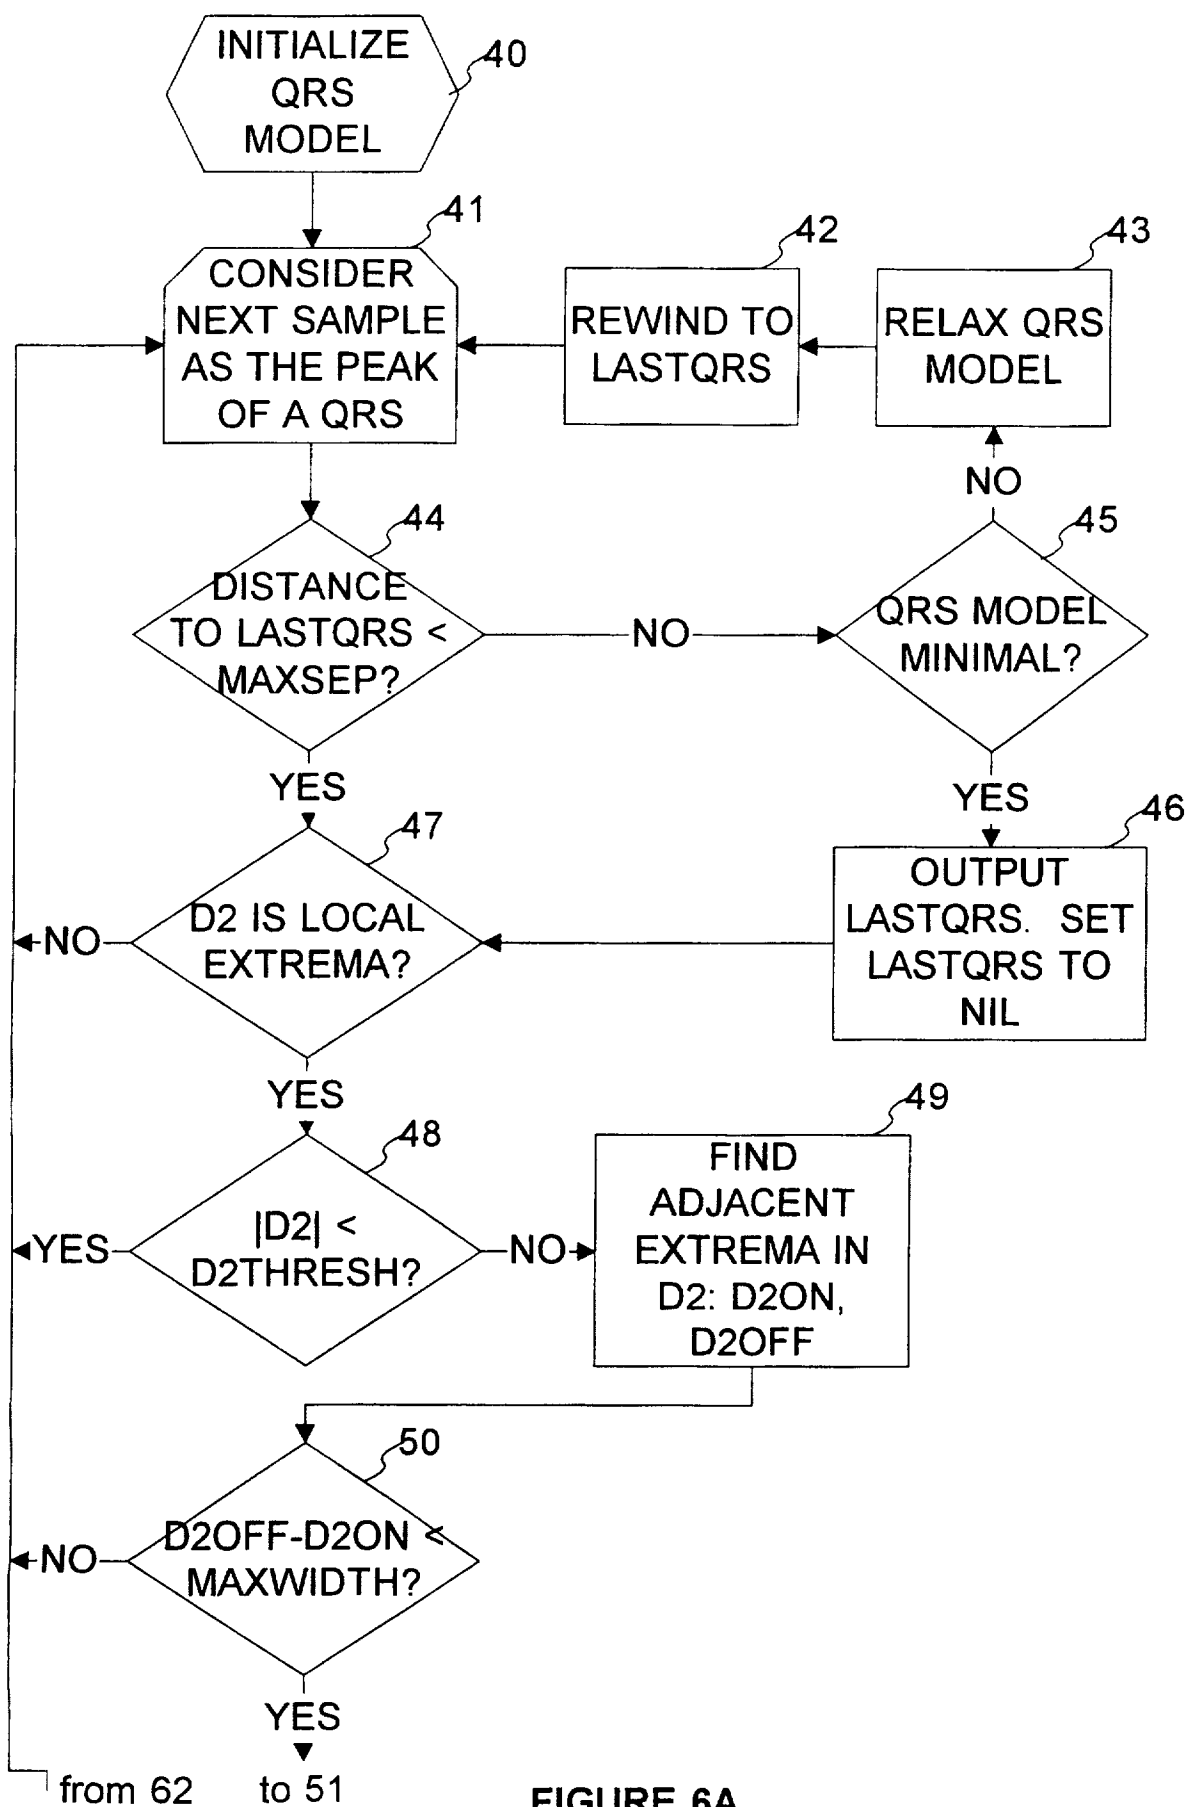 INITIALIZE
QRS
MODEL
40
41
CONSIDER
NEXT SAMPLE
AS THE PEAK
OF A QRS
42
REWIND TO
LASTQRS
43
RELAX QRS
MODEL
NO
44
DISTANCE
TO LASTQRS <
MAXSEP?
NO
45
QRS MODEL
MINIMAL?
YES
YES
46
OUTPUT
LASTQRS. SET
LASTQRS TO
NIL
47
D2 IS LOCAL
EXTREMA?
NO
YES
48
|D2| <
D2THRESH?
YES
NO
49
FIND
ADJACENT
EXTREMA IN
D2: D2ON,
D2OFF
50
D2OFF-D2ON <
MAXWIDTH?
NO
YES
from 62
to 51
FIGURE 6A